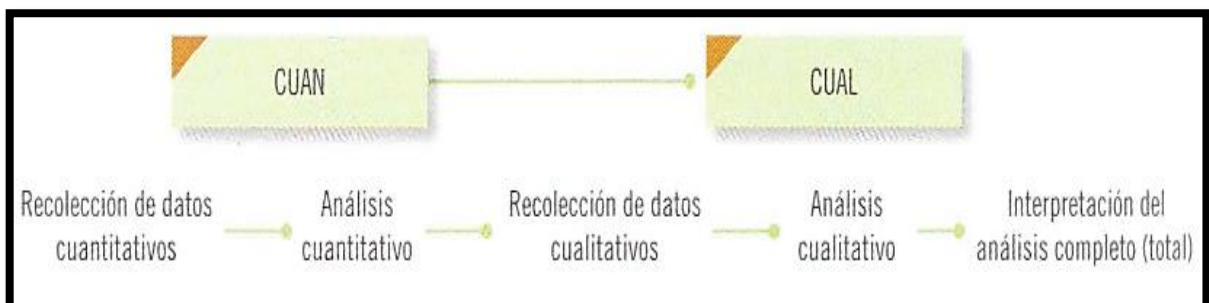 CUAN
CUAL
Recolección de datos
cuantitativos
Análisis
cuantitativo
Recolección de datos
cualitativos
Análisis
cualitativo
Interpretación del
análisis completo (total)